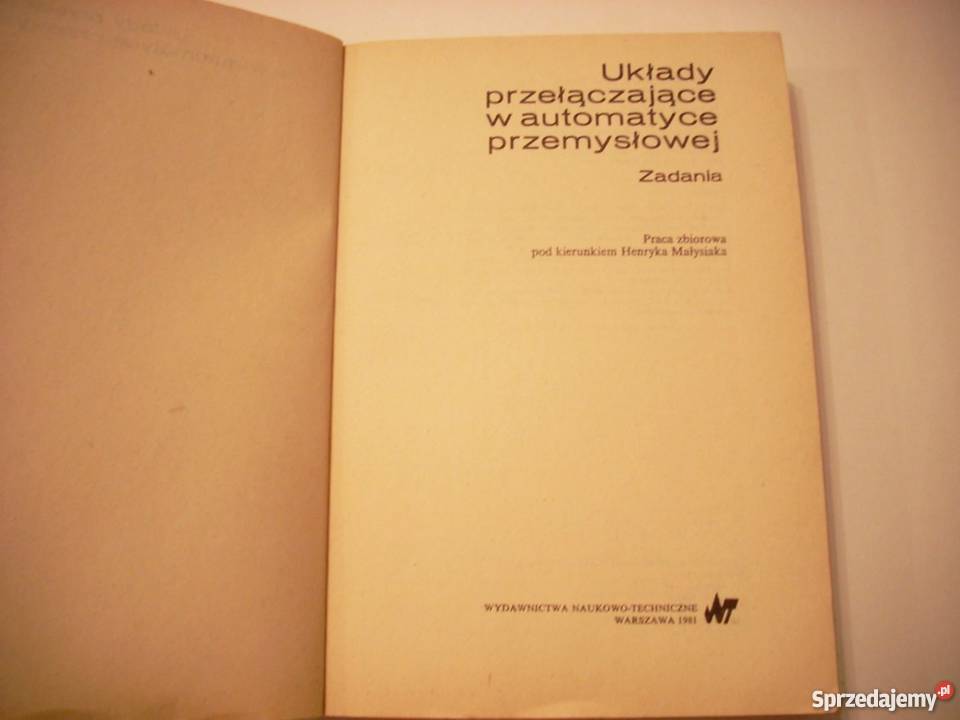 Układy
przełączające
w automatyce
przemysłowej
Zadania
Praca zbiorowa
pod kierunkiem Henryka Małysiaka
WYDAWNICTWA NAUKOWO-TECHNICZNE
WARSZAWA 1981
WNT
Sprzedajemy.pl